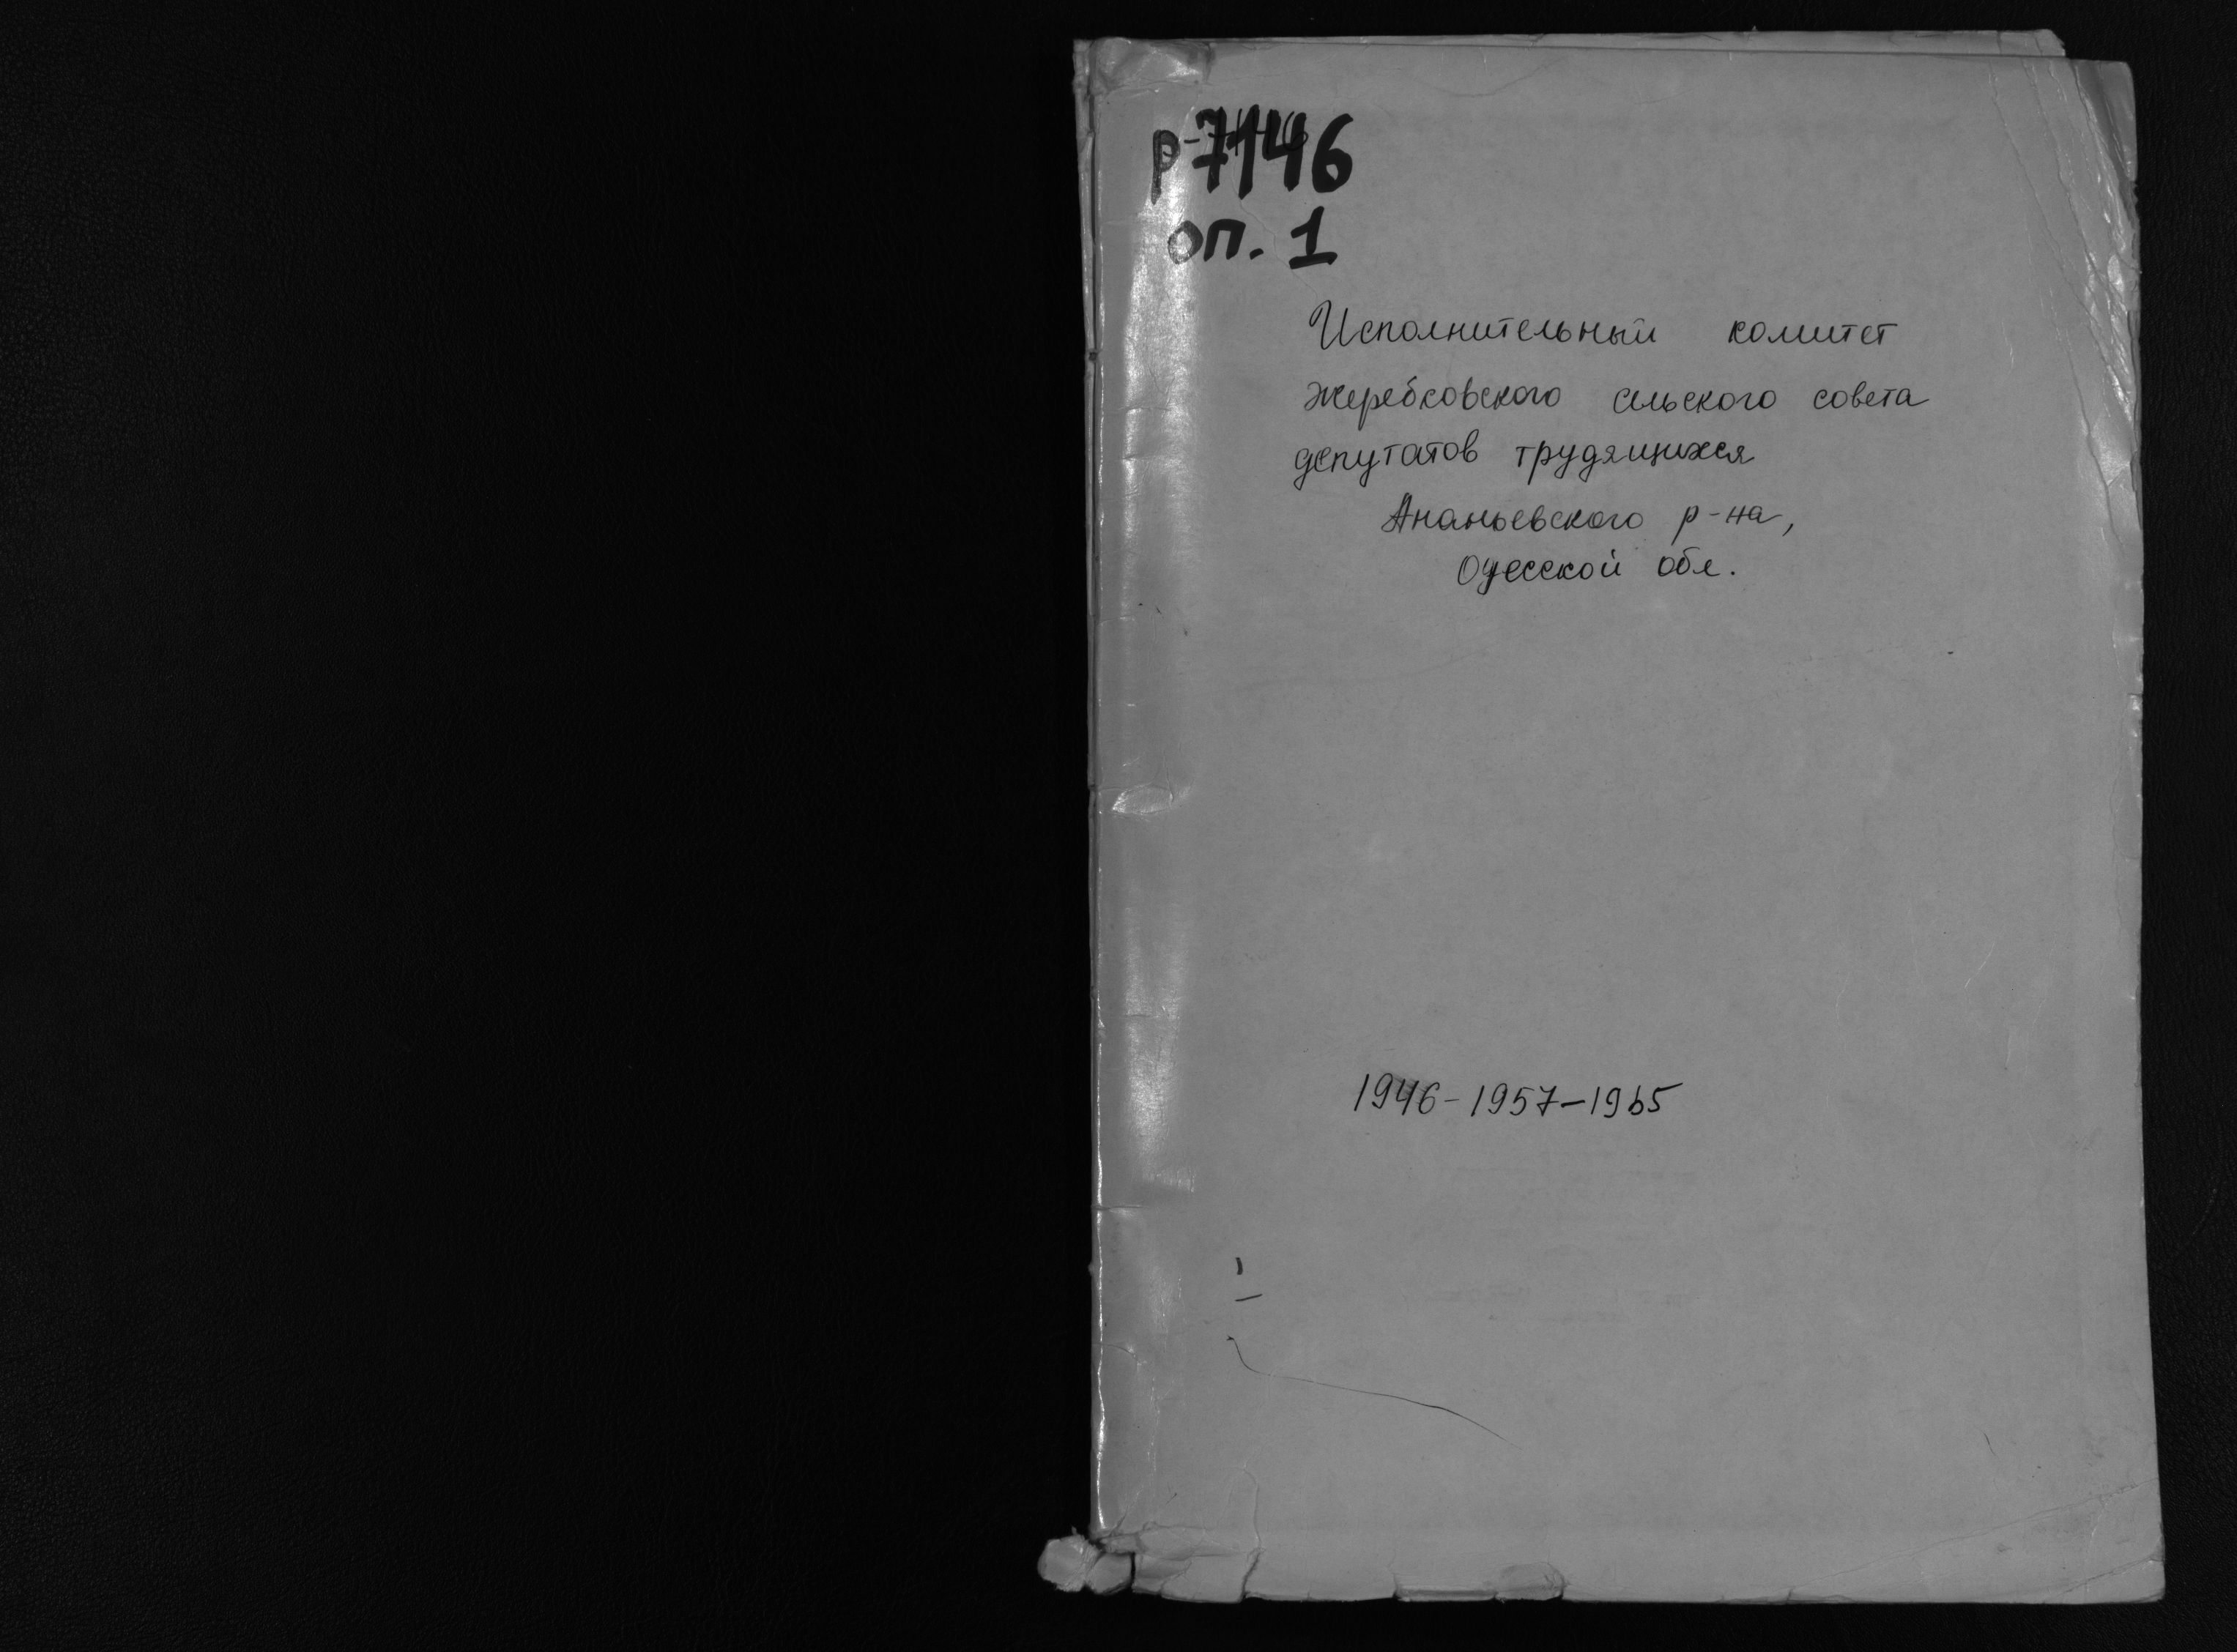 р-7146
оп. 1
Исполнительный комитет
Жеребковского сельского совета
депутатов трудящихся
Ананьевского р-на,
Одесской обл.
1946-1957-1965